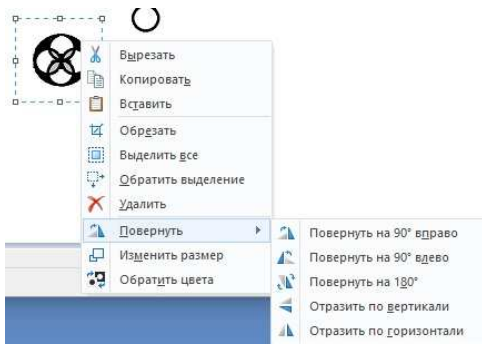 Вырезать
Копировать
Вставить
Обрезать
Выделить все
Обратить выделение
Удалить
Повернуть
Изменить размер
Обратить цвета
Повернуть на 90° вправо
Повернуть на 90° влево
Повернуть на 180°
Отразить по вертикали
Отразить по горизонтали